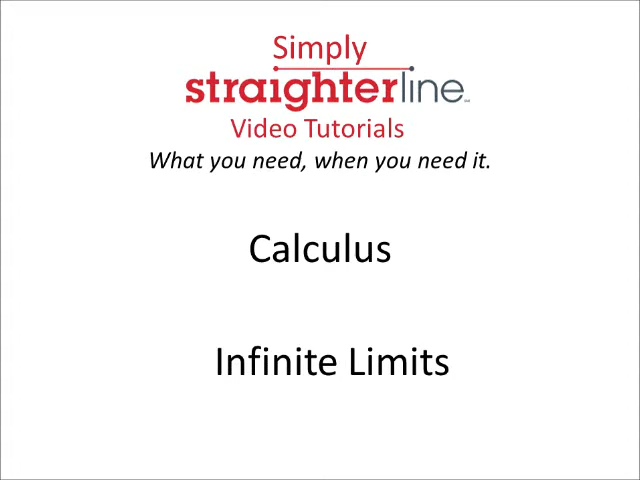 Simply
straighterline
Video Tutorials
What you need, when you need it.
Calculus
Infinite Limits